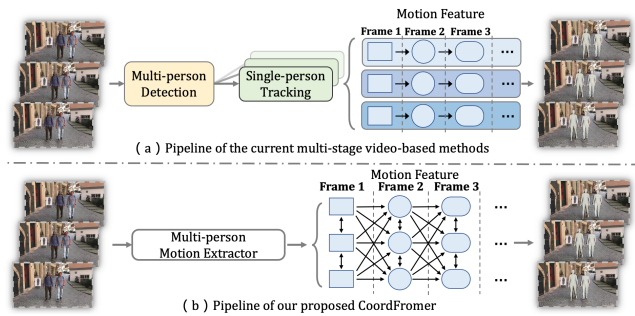 Motion Feature
Frame 1 Frame 2 Frame 3
Multi-person
Detection
Single-person
Tracking
...
...
...
( a ) Pipeline of the current multi-stage video-based methods
Motion Feature
Frame 1 Frame 2 Frame 3
...
Multi-person
Motion Extractor
...
...
...
( b ) Pipeline of our proposed CoordFromer